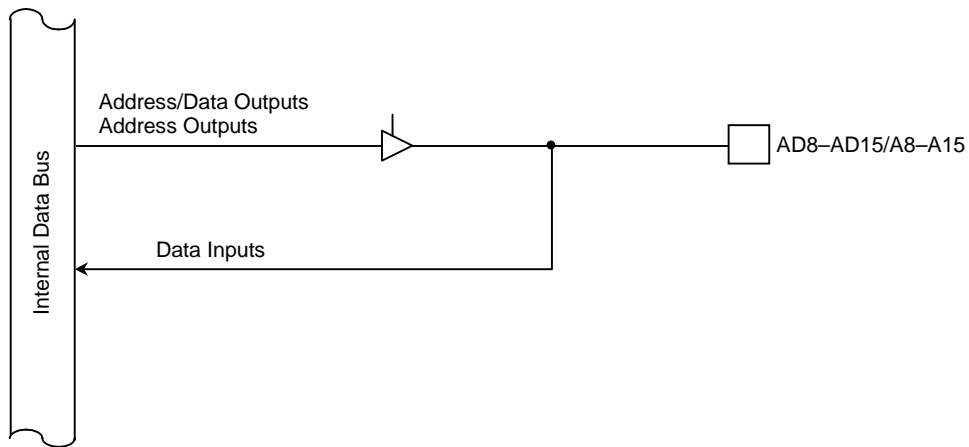 Address/Data Outputs
Address Outputs
AD8–AD15/A8–A15
Data Inputs
Internal Data Bus